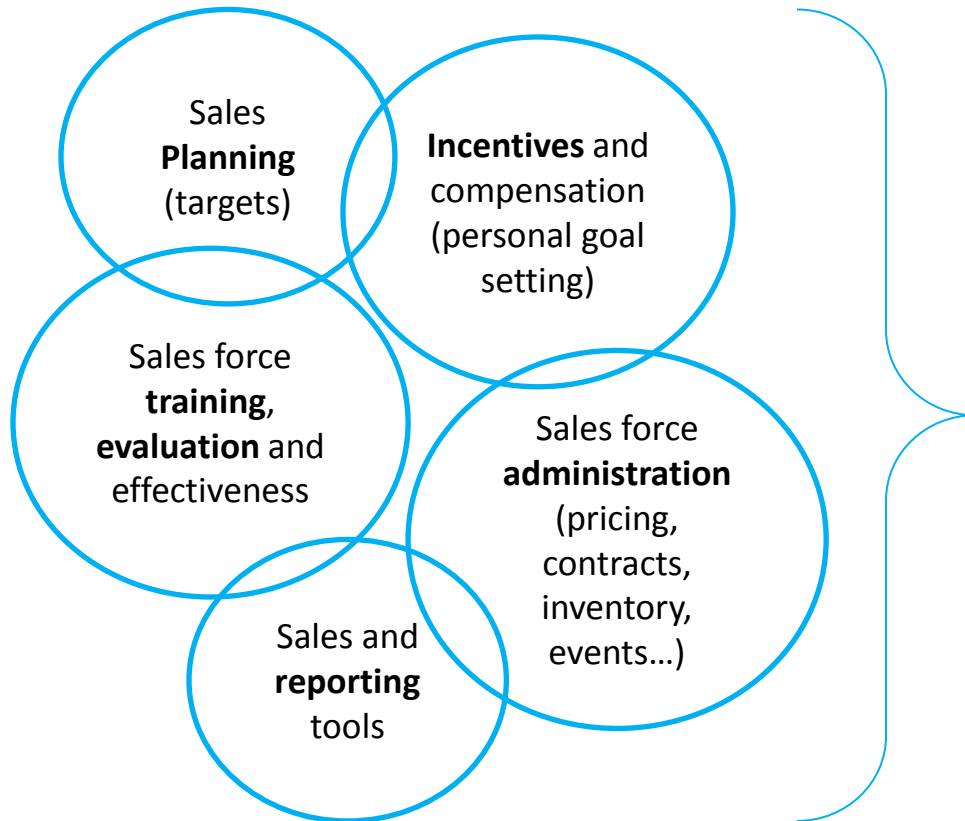 Sales
Planning
(targets)
Incentives and
compensation
(personal goal
setting)
Sales force
training,
evaluation and
effectiveness
Sales force
administration
(pricing,
contracts,
inventory,
events…)
Sales and
reporting
tools